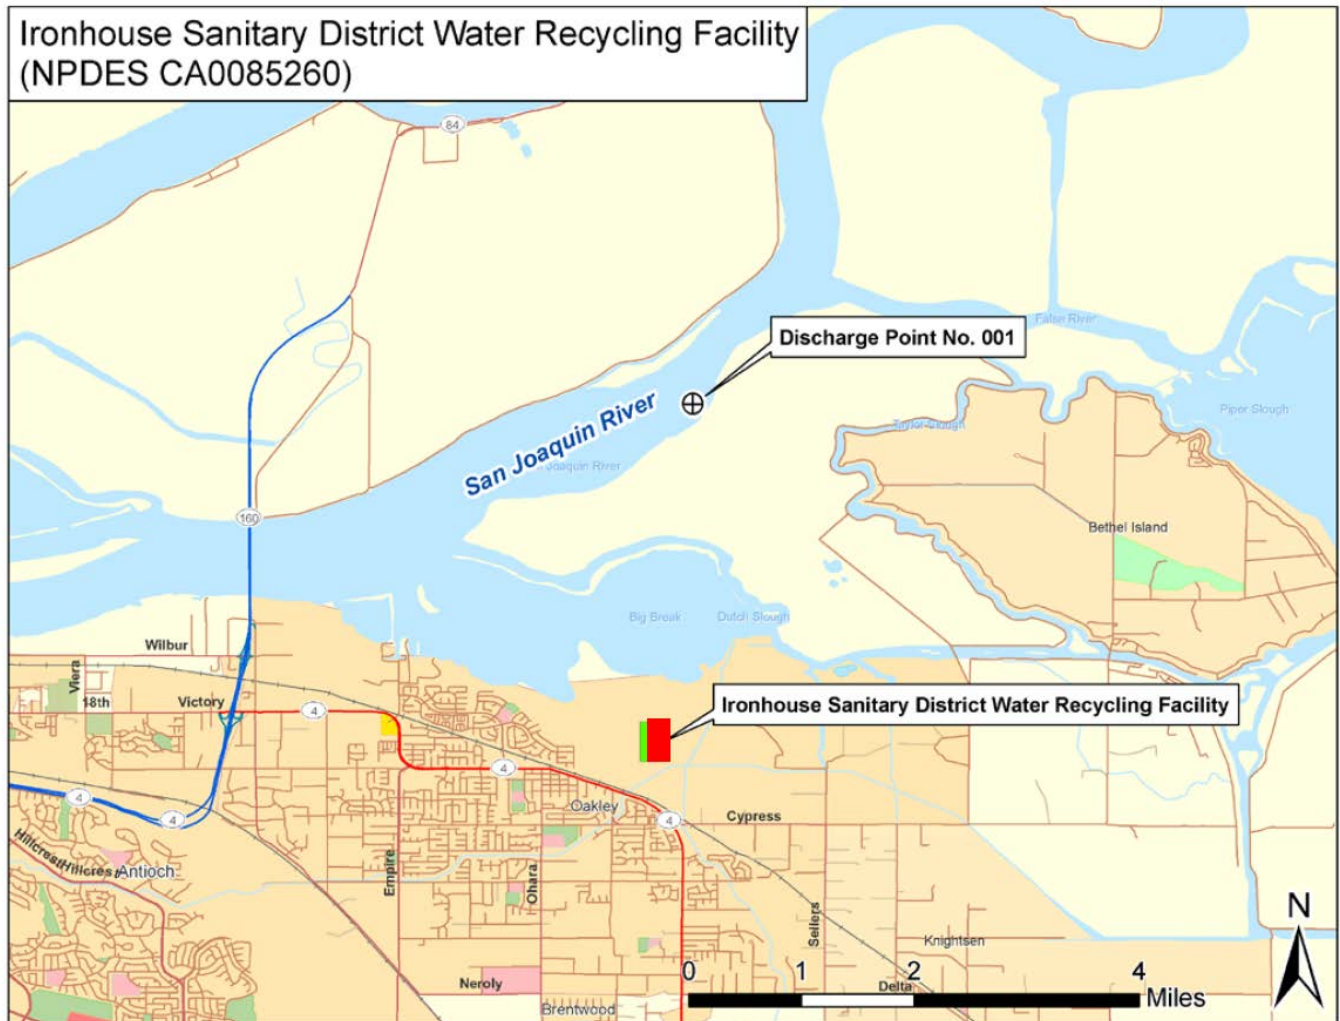 Ironhouse Sanitary District Water Recycling Facility
(NPDES CA0085260)
84
False River
Discharge Point No. 001
San Joaquin River
Joaquin River
Taylor Slough
Piper Slough
160
Bethel Island
Big Break
Dutch Slough
Wilbur
Viera
18th
Victory
4
Ironhouse Sanitary District Water Recycling Facility
4
4
4
4
Oakley
Cypress
Hillcrest
Hillcrest
Antioch
Empire
Ohara
Sellers
Knightsen
N
Neroly
Brentwood
Delta
0 1 2 4
Miles